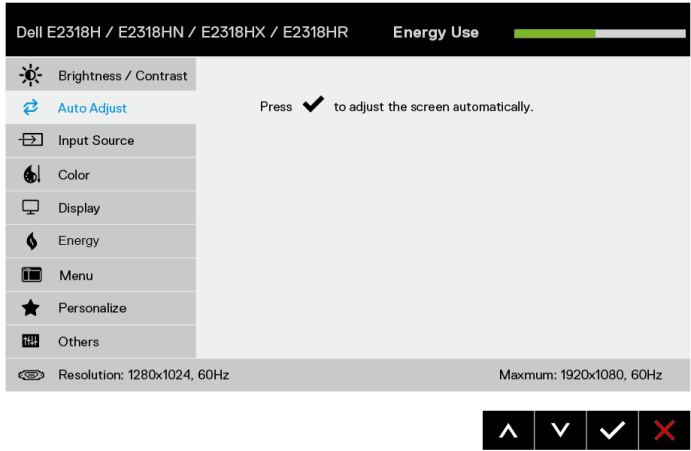 Dell E2318H / E2318HN / E2318HX / E2318HR Energy Use
Brightness / Contrast
Auto Adjust
Press to adjust the screen automatically.
Input Source
Color
Display
Energy
Menu
Personalize
Others
Resolution: 1280x1024, 60Hz Maxmum: 1920x1080, 60Hz